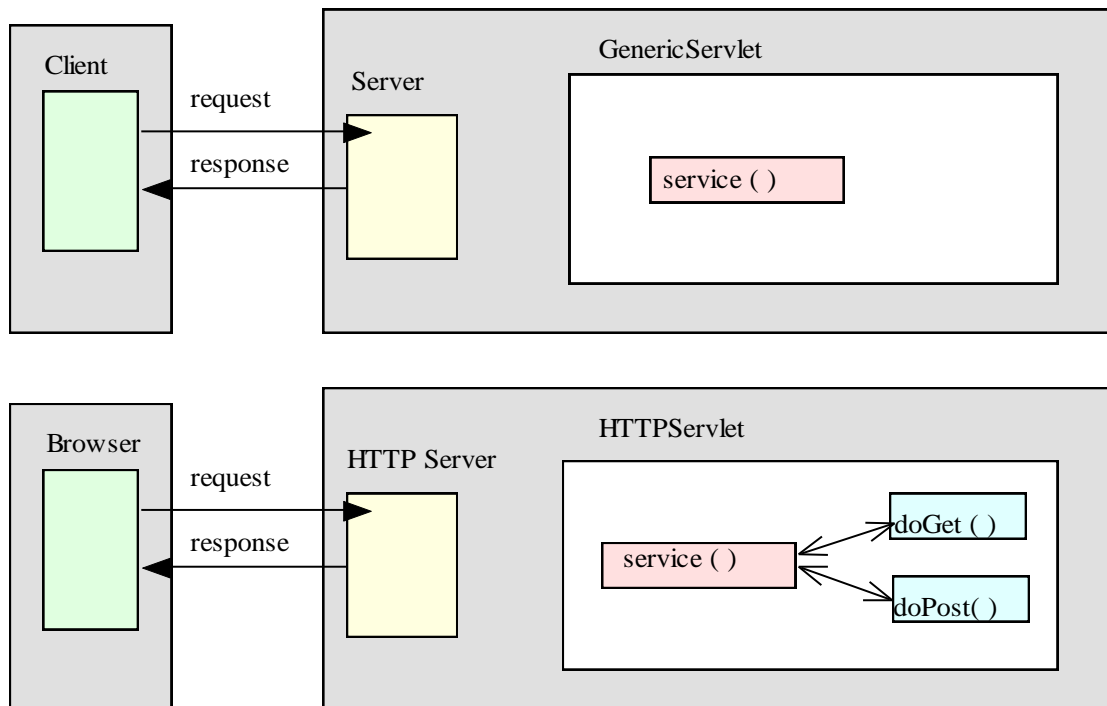 GenericServlet
Client
Server
request
response
service ( )
HTTPServlet
Browser
HTTP Server
request
response
doGet ( )
service ( )
doPost( )